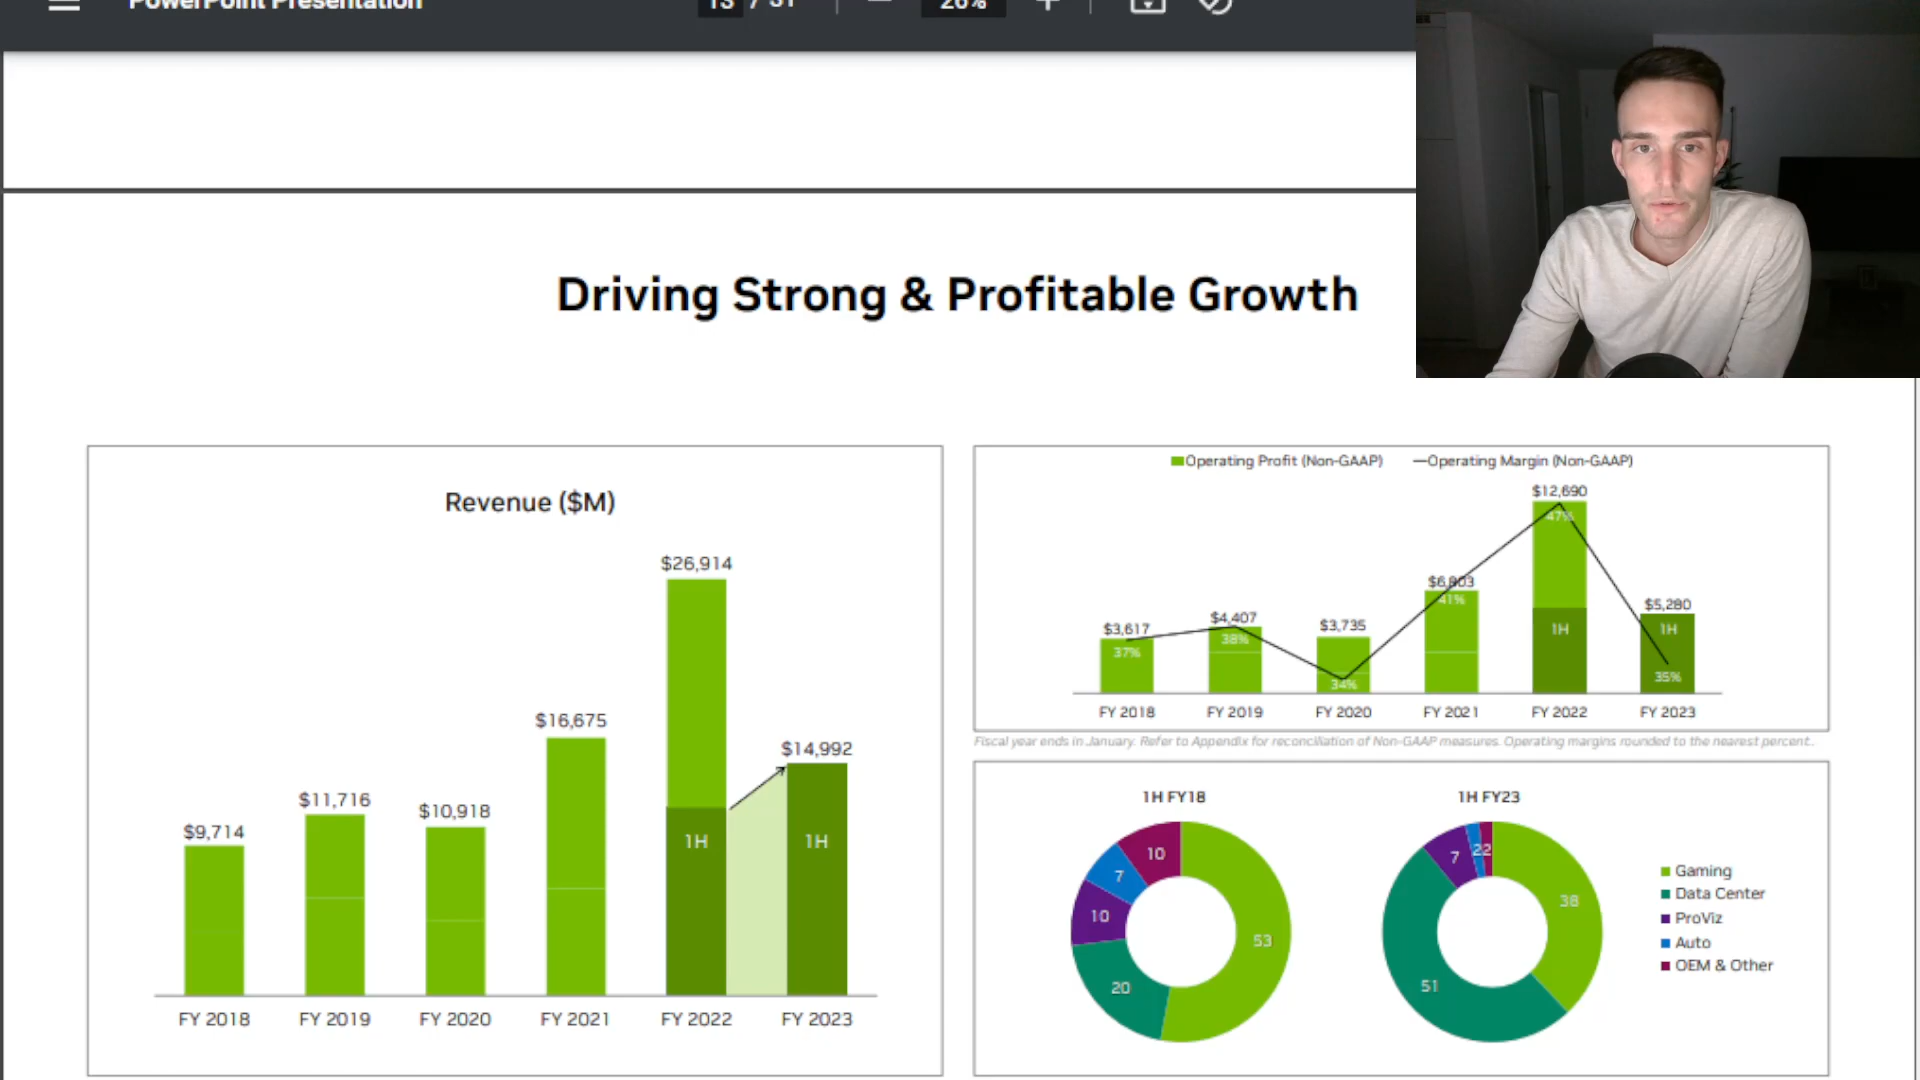 PowerPoint Presentation
13 / 31
26%
Driving Strong & Profitable Growth
Revenue ($M)
$26,914
$16,675
$14,992
$11,716
$10,918
$9,714
1H
1H
FY 2018
FY 2019
FY 2020
FY 2021
FY 2022
FY 2023
Operating Profit (Non-GAAP)
Operating Margin (Non-GAAP)
$12,690
47%
$6,803
41%
$5,280
$4,407
$3,735
$3,617
38%
37%
34%
1H
1H
35%
FY 2018
FY 2019
FY 2020
FY 2021
FY 2022
FY 2023
Fiscal year ends in January. Refer to Appendix for reconciliation of Non-GAAP measures. Operating margins rounded to the nearest percent.
1H FY18
10
7
10
20
53
1H FY23
7
2
2
38
51
Gaming
Data Center
ProViz
Auto
OEM & Other